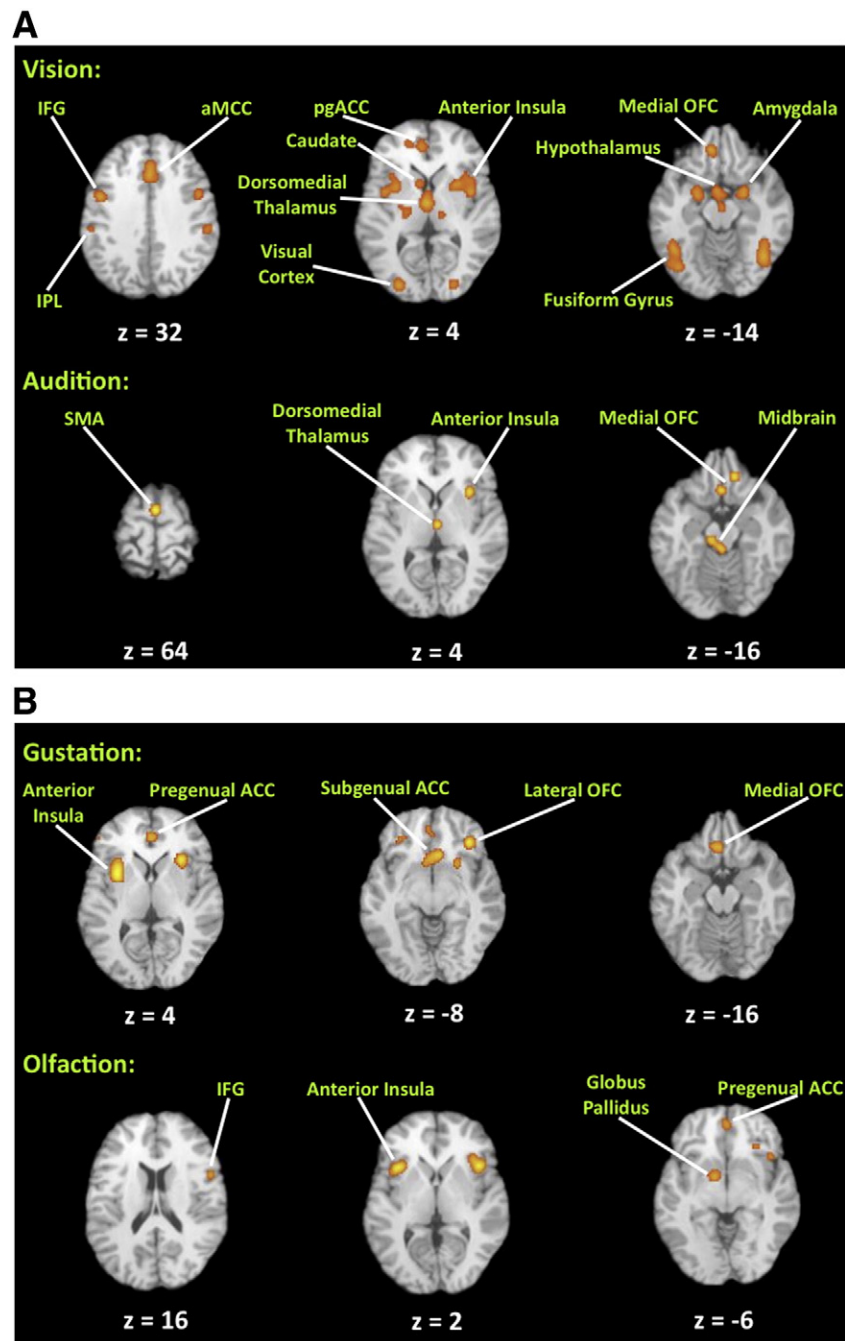 A
Vision:
IFG
aMCC
pgACC
Anterior Insula
Medial OFC
Amygdala
Caudate
Hypothalamus
Dorsomedial
Thalamus
Visual
Cortex
IPL
Fusiform Gyrus
z = 32
z = 4
z = -14
Audition:
SMA
Dorsomedial
Thalamus
Anterior Insula
Medial OFC
Midbrain
z = 64
z = 4
z = -16
B
Gustation:
Anterior
Insula
Pregenual ACC
Subgenual ACC
Lateral OFC
Medial OFC
z = 4
z = -8
z = -16
Olfaction:
IFG
Anterior Insula
Globus
Pallidus
Pregenual ACC
z = 16
z = 2
z = -6